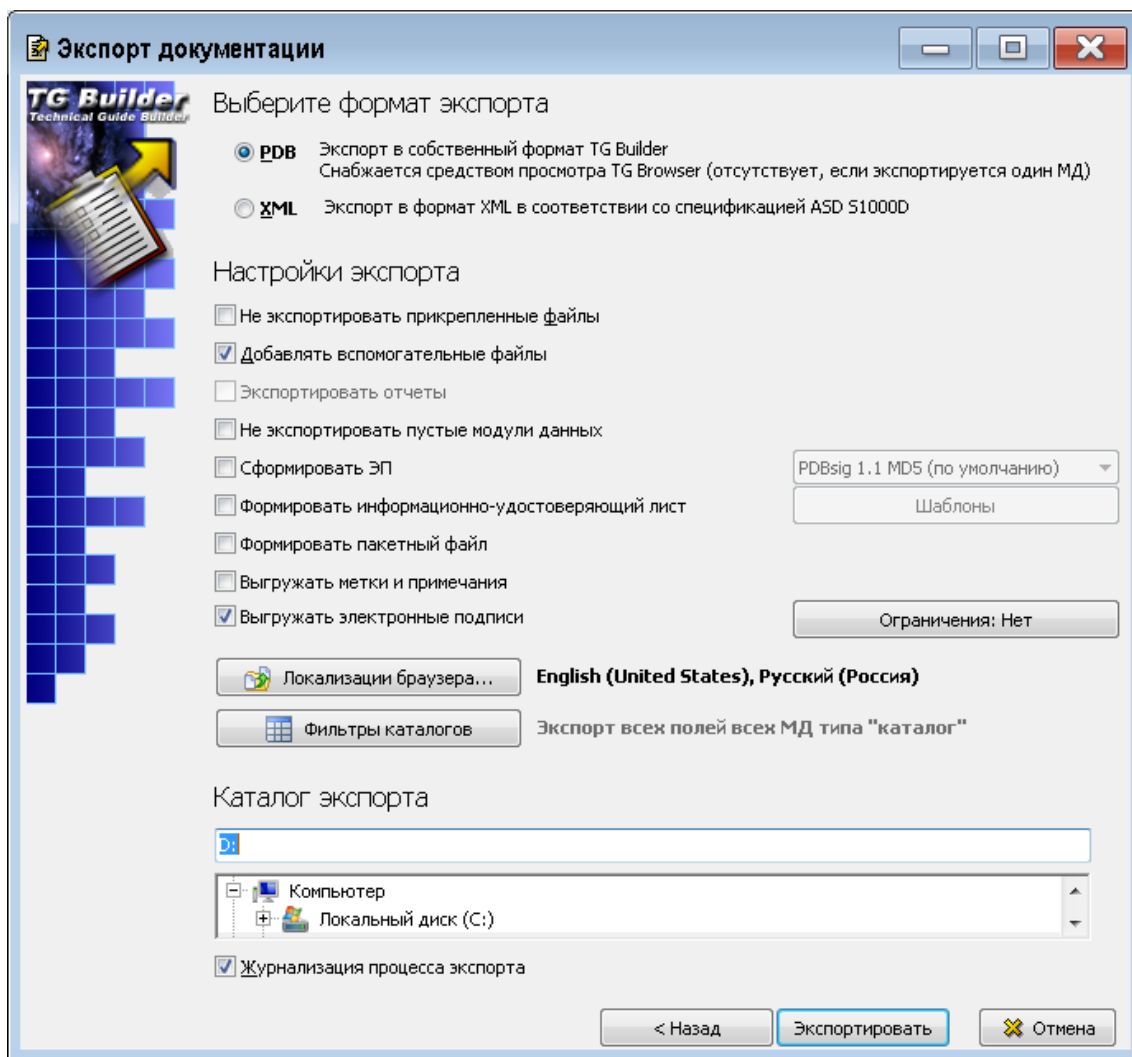 Экспорт документации
TG Builder
Technical Guide Builder
Выберите формат экспорта
PDB Экспорт в собственный формат TG Builder
Снабжается средством просмотра TG Browser (отсутствует, если экспортируется один МД)
XML Экспорт в формат XML в соответствии со спецификацией ASD S1000D
Настройки экспорта
Не экспортировать прикрепленные файлы
Добавлять вспомогательные файлы
Экспортировать отчеты
Не экспортировать пустые модули данных
Сформировать ЭП PDBsig 1.1 MD5 (по умолчанию)
Формировать информационно-удостоверяющий лист Шаблоны
Формировать пакетный файл
Выгружать метки и примечания
Выгружать электронные подписи Ограничения: Нет
Локализации браузера... English (United States), Русский (Россия)
Фильтры каталогов Экспорт всех полей всех МД типа "каталог"
Каталог экспорта
D:
Компьютер
Локальный диск (C:)
Журнализация процесса экспорта
< Назад Экспортировать Отмена